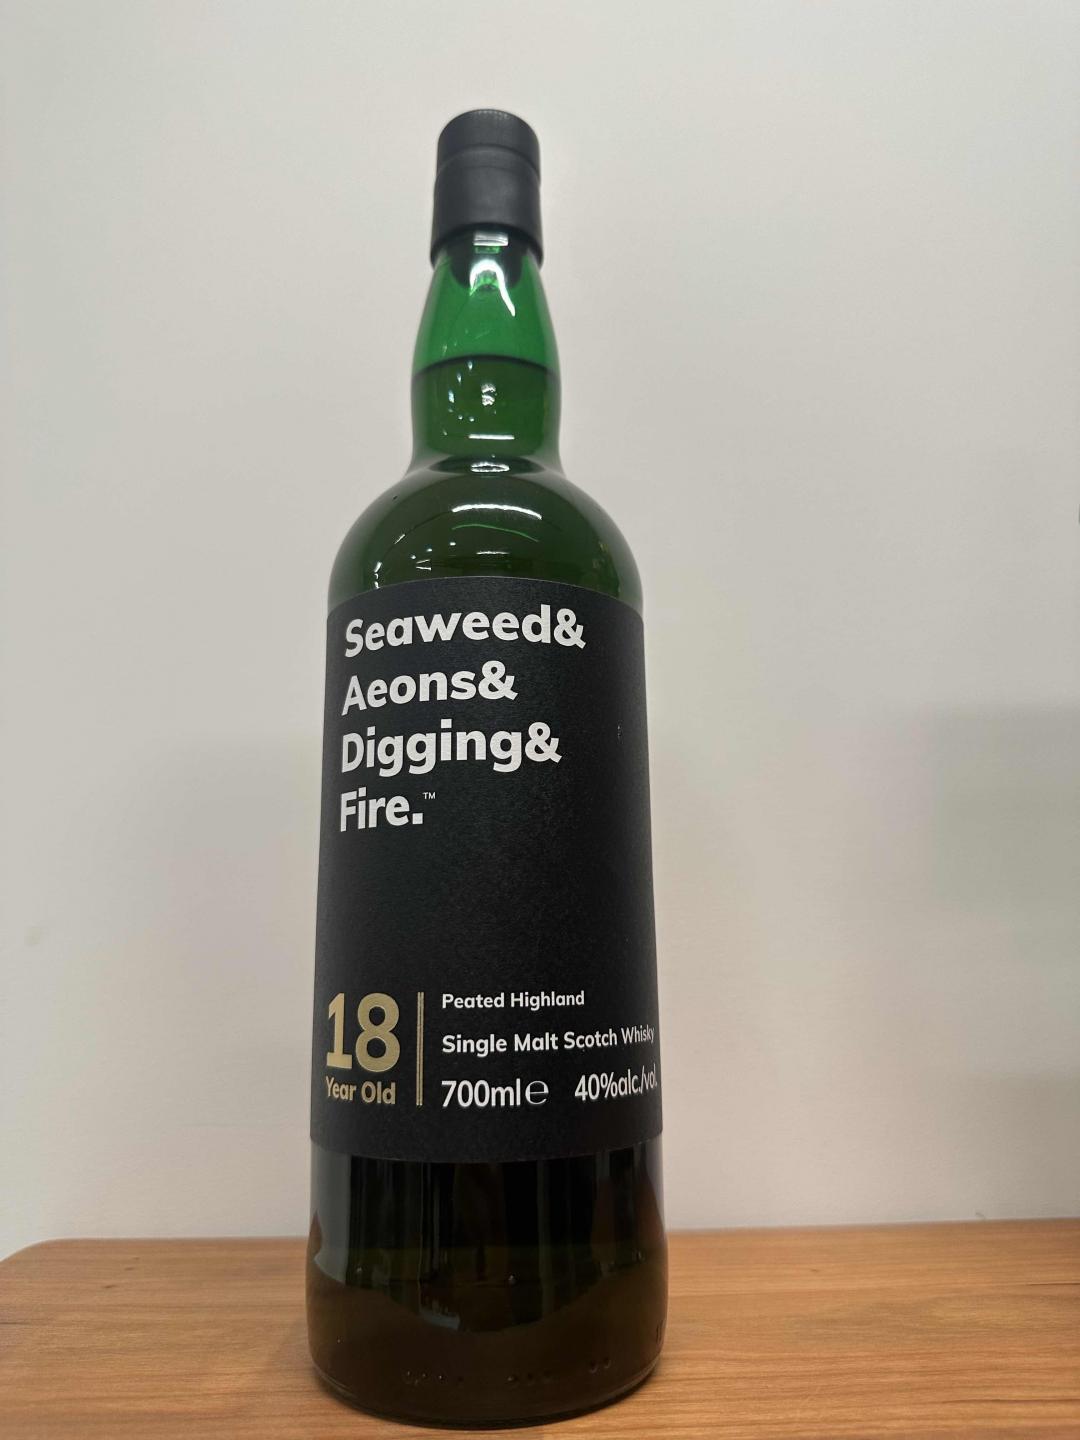 Seaweed&
Aeons&
Digging&
Fire.™
18
Year Old
Peated Highland
Single Malt Scotch Whisky
700ml℮ 40%alc./vol.